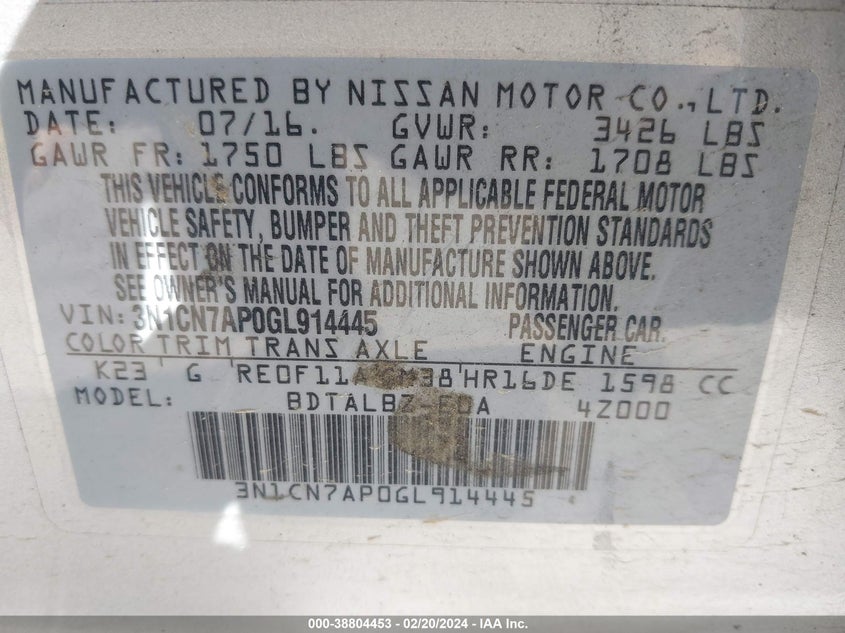 MANUFACTURED BY NISSAN MOTOR CO., LTD.
DATE: 07/16. GVWR: 3426 LBS
GAWR FR: 1750 LBS GAWR RR: 1708 LBS
THIS VEHICLE CONFORMS TO ALL APPLICABLE FEDERAL MOTOR
VEHICLE SAFETY, BUMPER AND THEFT PREVENTION STANDARDS
IN EFFECT ON THE DATE OF MANUFACTURE SHOWN ABOVE.
SEE OWNER'S MANUAL FOR ADDITIONAL INFORMATION.
VIN: 3N1CN7AP0GL914445 PASSENGER CAR.
COLOR TRIM TRANS AXLE ENGINE
K23 G HR16DE 1598 CC
MODEL: 4Z000
3N1CN7AP0GL914445
000-38804453 - 02/20/2024 - IAA Inc.